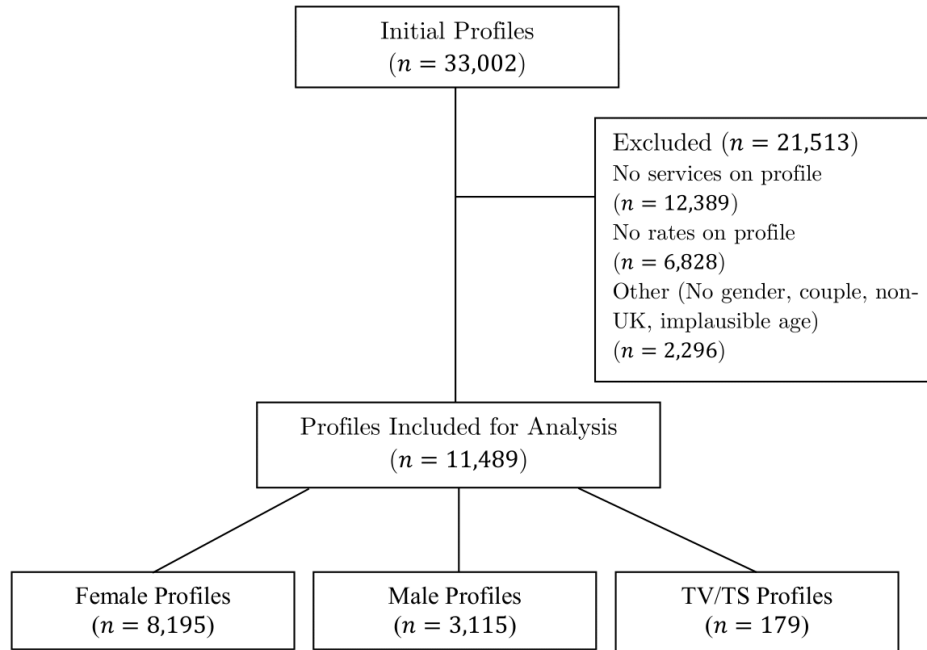 Initial Profiles
(n = 33,002)
Excluded (n = 21,513)
No services on profile
(n = 12,389)
No rates on profile
(n = 6,828)
Other (No gender, couple, non-
UK, implausible age)
(n = 2,296)
Profiles Included for Analysis
(n = 11,489)
Female Profiles
(n = 8,195)
Male Profiles
(n = 3,115)
TV/TS Profiles
(n = 179)